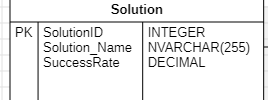 Solution
PK SolutionID INTEGER
Solution_Name NVARCHAR(255)
SuccessRate DECIMAL